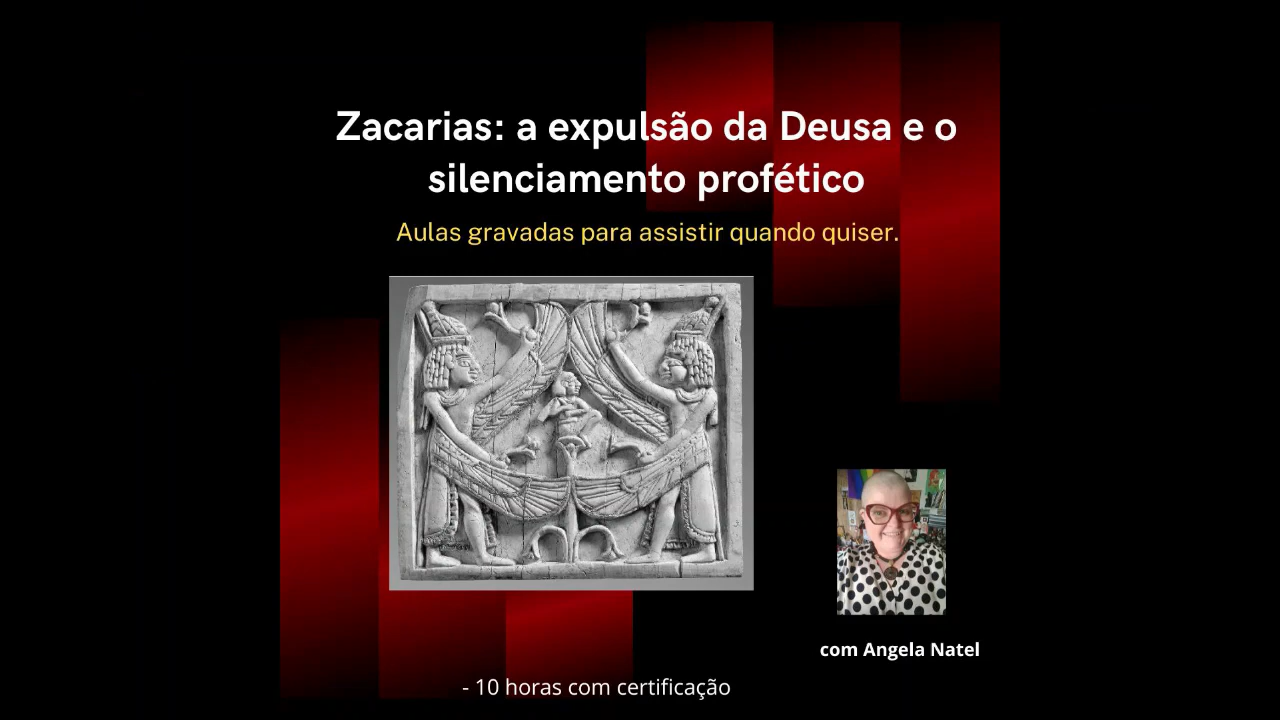 Zacarias: a expulsão da Deusa e o
silenciamento profético
Aulas gravadas para assistir quando quiser.
com Angela Natel
- 10 horas com certificação